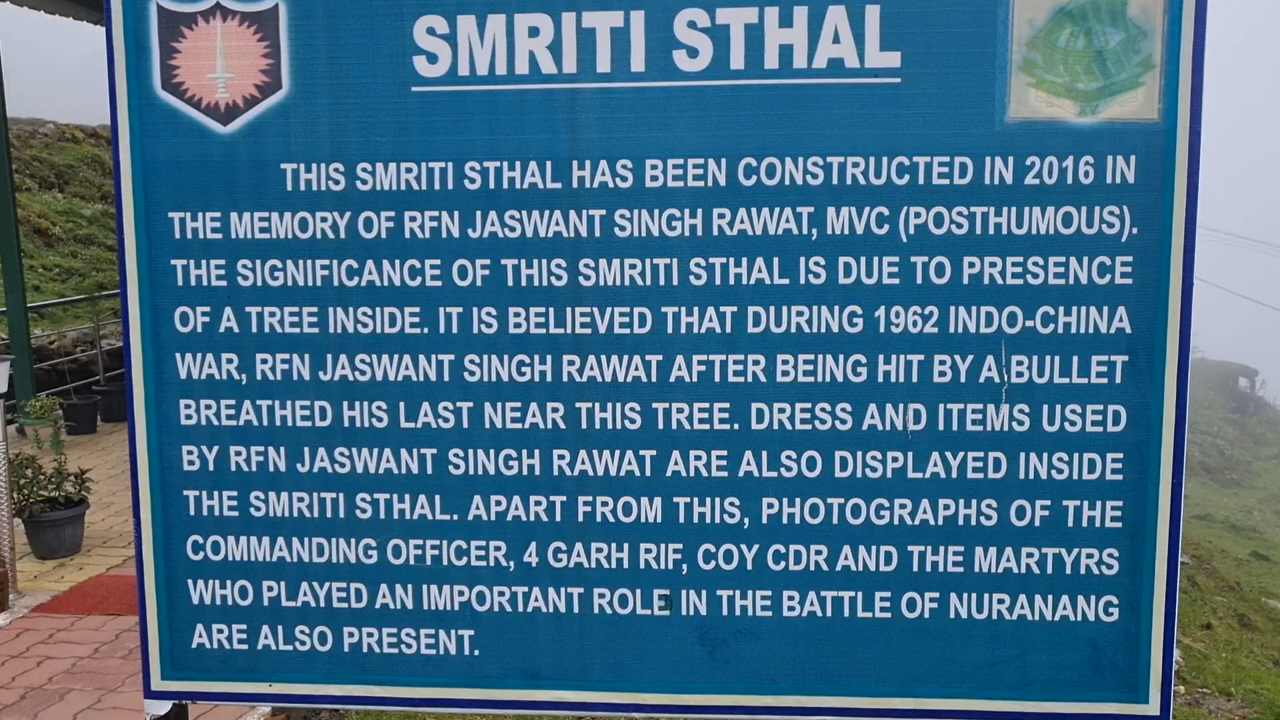 SMRITI STHAL
THIS SMRITI STHAL HAS BEEN CONSTRUCTED IN 2016 IN
THE MEMORY OF RFN JASWANT SINGH RAWAT, MVC (POSTHUMOUS).
THE SIGNIFICANCE OF THIS SMRITI STHAL IS DUE TO PRESENCE
OF A TREE INSIDE. IT IS BELIEVED THAT DURING 1962 INDO-CHINA
WAR, RFN JASWANT SINGH RAWAT AFTER BEING HIT BY A BULLET
BREATHED HIS LAST NEAR THIS TREE. DRESS AND ITEMS USED
BY RFN JASWANT SINGH RAWAT ARE ALSO DISPLAYED INSIDE
THE SMRITI STHAL. APART FROM THIS, PHOTOGRAPHS OF THE
COMMANDING OFFICER, 4 GARH RIF, COY CDR AND THE MARTYRS
WHO PLAYED AN IMPORTANT ROLE IN THE BATTLE OF NURANANG
ARE ALSO PRESENT.